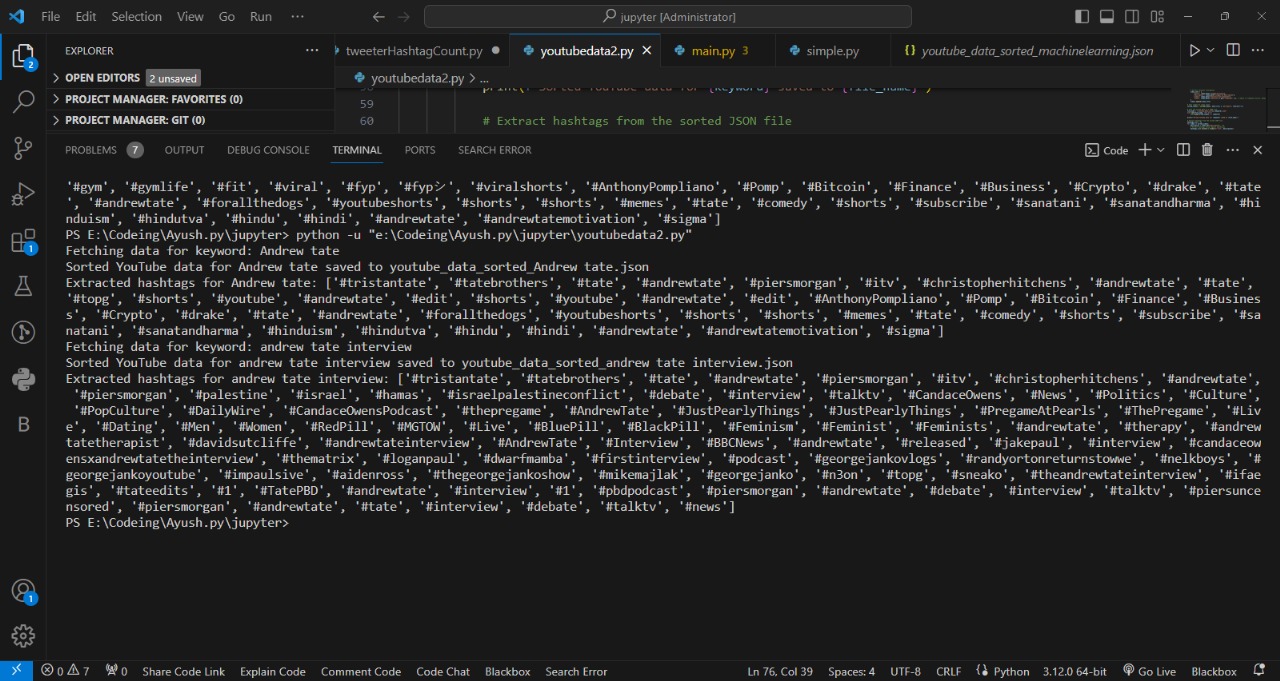 File Edit Selection View Go Run ··· jupyter [Administrator]
EXPLORER ···
tweeterHashtagCount.py youtubedata2.py main.py 3 simple.py {} youtube_data_sorted_machinelearning.json
OPEN EDITORS 2 unsaved
PROJECT MANAGER: FAVORITES (0)
PROJECT MANAGER: GIT (0)
youtubedata2.py > ...
59
60 # Extract hashtags from the sorted JSON file
PROBLEMS 7 OUTPUT DEBUG CONSOLE TERMINAL PORTS SEARCH ERROR Code
'#gym', '#gymlife', '#fit', '#viral', '#fyp', '#fypシ', '#viralshorts', '#AnthonyPompliano', '#Pomp', '#Bitcoin', '#Finance', '#Business', '#Crypto', '#drake', '#tate
', '#andrewtate', '#forallthedogs', '#youtubeshorts', '#shorts', '#shorts', '#memes', '#tate', '#comedy', '#shorts', '#subscribe', '#sanatani', '#sanatandharma', '#hi
nduism', '#hindutva', '#hindu', '#hindi', '#andrewtate', '#andrewtatemotivation', '#sigma']
PS E:\Codeing\Ayush.py\jupyter> python -u "e:\Codeing\Ayush.py\jupyter\youtubedata2.py"
Fetching data for keyword: Andrew tate
Sorted YouTube data for Andrew tate saved to youtube_data_sorted_Andrew tate.json
Extracted hashtags for Andrew tate: ['#tristantate', '#tatebrothers', '#tate', '#andrewtate', '#piersmorgan', '#itv', '#christopherhitchens', '#andrewtate', '#tate',
'#topg', '#shorts', '#youtube', '#andrewtate', '#edit', '#shorts', '#youtube', '#andrewtate', '#edit', '#AnthonyPompliano', '#Pomp', '#Bitcoin', '#Finance', '#Busines
s', '#Crypto', '#drake', '#tate', '#andrewtate', '#forallthedogs', '#youtubeshorts', '#shorts', '#shorts', '#memes', '#tate', '#comedy', '#shorts', '#subscribe', '#sa
natani', '#sanatandharma', '#hinduism', '#hindutva', '#hindu', '#hindi', '#andrewtate', '#andrewtatemotivation', '#sigma']
Fetching data for keyword: andrew tate interview
Sorted YouTube data for andrew tate interview saved to youtube_data_sorted_andrew tate interview.json
Extracted hashtags for andrew tate interview: ['#tristantate', '#tatebrothers', '#tate', '#andrewtate', '#piersmorgan', '#itv', '#christopherhitchens', '#andrewtate',
'#piersmorgan', '#palestine', '#israel', '#hamas', '#israelpalestineconflict', '#debate', '#interview', '#talktv', '#CandaceOwens', '#News', '#Politics', '#Culture',
'#PopCulture', '#DailyWire', '#CandaceOwensPodcast', '#thepregame', '#AndrewTate', '#JustPearlyThings', '#JustPearlyThings', '#PregameAtPearls', '#ThePregame', '#Liv
e', '#Dating', '#Men', '#Women', '#RedPill', '#MGTOW', '#Live', '#BluePill', '#BlackPill', '#Feminism', '#Feminist', '#Feminists', '#andrewtate', '#therapy', '#andrew
tatetherapist', '#davidsutcliffe', '#andrewtateinterview', '#AndrewTate', '#Interview', '#BBCNews', '#andrewtate', '#released', '#jakepaul', '#interview', '#candaceow
ensxandrewtatetheinterview', '#thematrix', '#loganpaul', '#dwarfmamba', '#firstinterview', '#podcast', '#georgejankovlogs', '#randyortonreturnstowwe', '#nelkboys', '#
georgejankoyoutube', '#impaulsive', '#aidenross', '#thegeorgejankoshow', '#mikemajlak', '#georgejanko', '#n3on', '#topg', '#sneako', '#theandrewtateinterview', '#ifae
gis', '#tateedits', '#1', '#TatePBD', '#andrewtate', '#interview', '#1', '#pbdpodcast', '#piersmorgan', '#andrewtate', '#debate', '#interview', '#talktv', '#piersunce
nsored', '#piersmorgan', '#andrewtate', '#tate', '#interview', '#debate', '#talktv', '#news']
PS E:\Codeing\Ayush.py\jupyter>
0 7 0 Share Code Link Explain Code Comment Code Code Chat Blackbox Search Error Ln 76, Col 39 Spaces: 4 UTF-8 CRLF Python 3.12.0 64-bit Go Live Blackbox